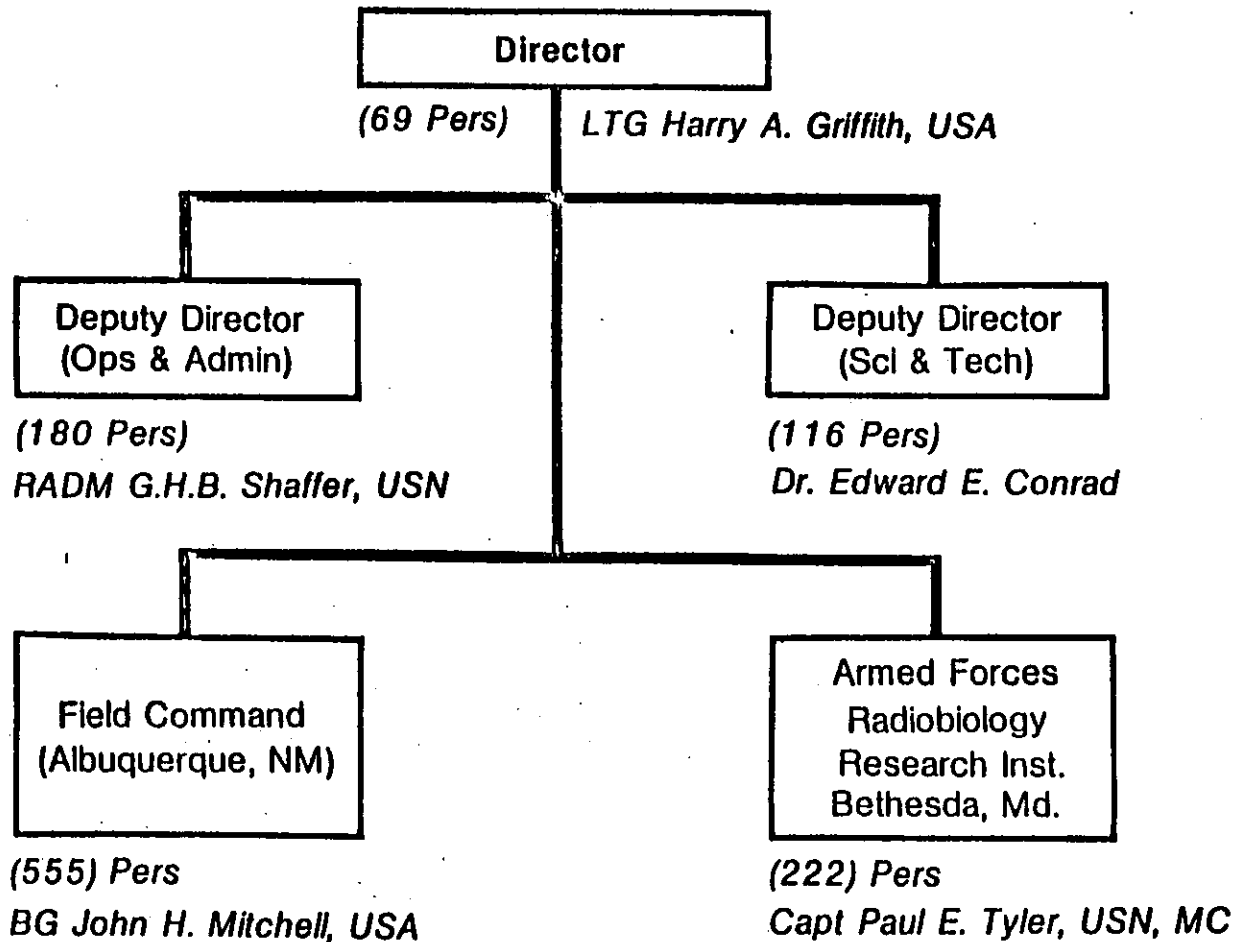 Director
(69 Pers)
LTG Harry A. Griffith, USA
Deputy Director
(Ops & Admin)
(180 Pers)
RADM G.H.B. Shaffer, USN
Deputy Director
(Sci & Tech)
(116 Pers)
Dr. Edward E. Conrad
Field Command
(Albuquerque, NM)
(555) Pers
BG John H. Mitchell, USA
Armed Forces
Radiobiology
Research Inst.
Bethesda, Md.
(222) Pers
Capt Paul E. Tyler, USN, MC